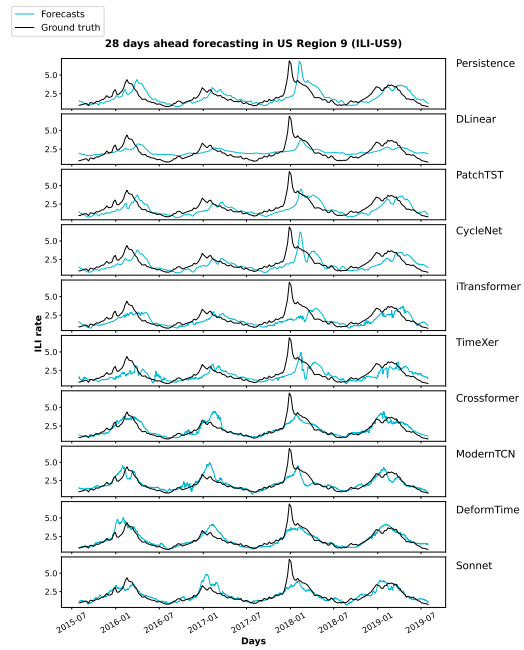 Forecasts
Ground truth
28 days ahead forecasting in US Region 9 (ILI-US9)
Persistence
5.0
2.5
DLinear
5.0
2.5
PatchTST
5.0
2.5
CycleNet
5.0
2.5
iTransformer
5.0
2.5
ILI rate
TimeXer
5.0
2.5
Crossformer
5.0
2.5
ModernTCN
5.0
2.5
DeformTime
5.0
2.5
Sonnet
5.0
2.5
2015-07 2016-01 2016-07 2017-01 2017-07 2018-01 2018-07 2019-01 2019-07
Days